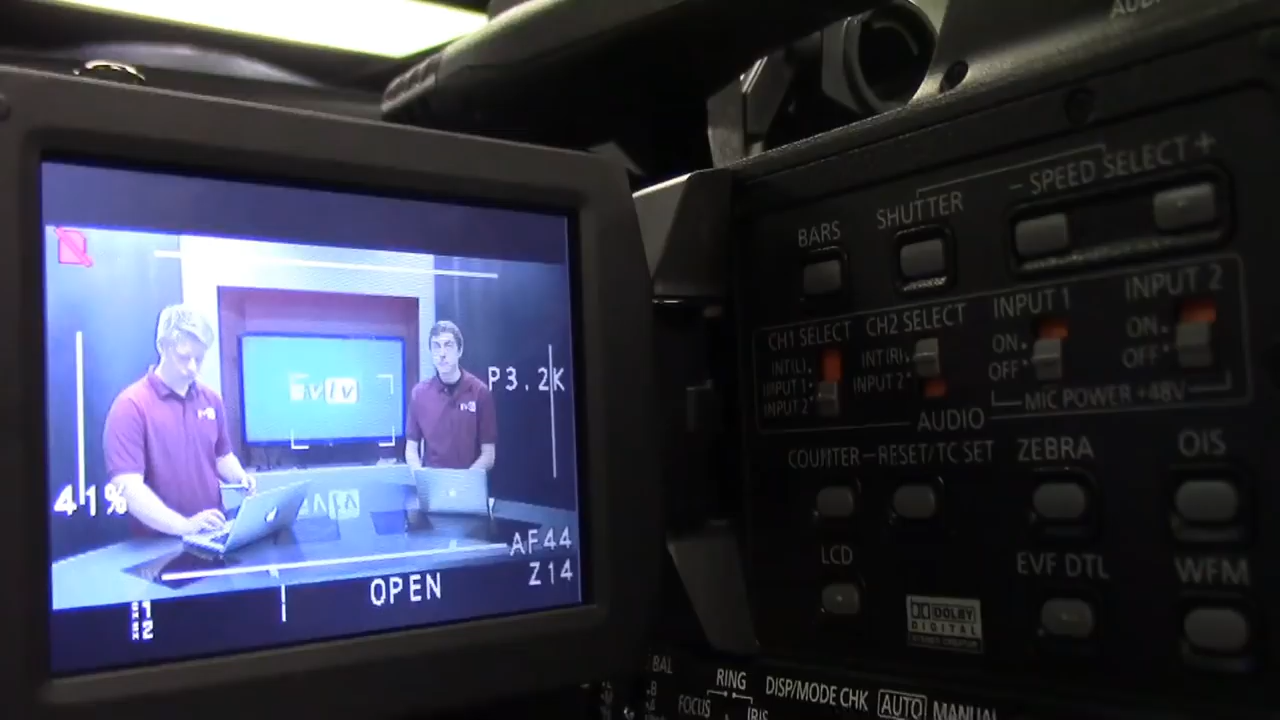 SPEED SELECT
SHUTTER
BARS
INPUT 2
INPUT 1
CH2 SELECT
CH1 SELECT
ON
OFF
ON
OFF
INT(R)
INPUT 2
INT(L)
INPUT 1
INPUT 2
MIC POWER +48V
AUDIO
COUNTER
RESET/TC SET
ZEBRA
OIS
LCD
EVF DTL
WFM
DOLBY
DIGITAL
P3.2K
41%
AF44
Z14
OPEN
BAL
RING
DISP/MODE CHK
AUTO
MANUAL
FOCUS
IRIS